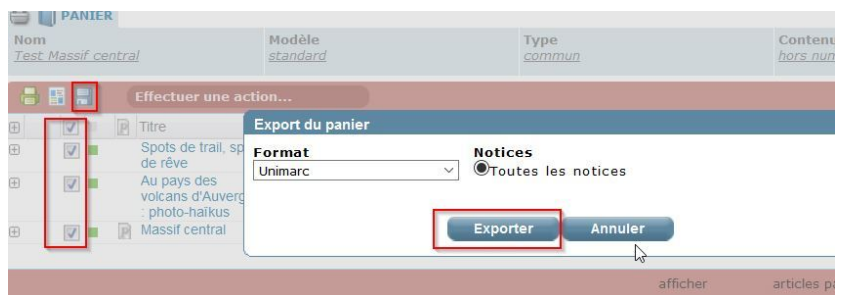 PANIER
Nom Modèle Type Contenu
Test Massif central standard commun hors num
Effectuer une action...
Titre
Export du panier
Spots de trail, sp
de rêve
Format Notices
Unimarc Toutes les notices
Au pays des
volcans d'Auverg
: photo-haïkus
Massif central
Exporter Annuler
afficher articles pa